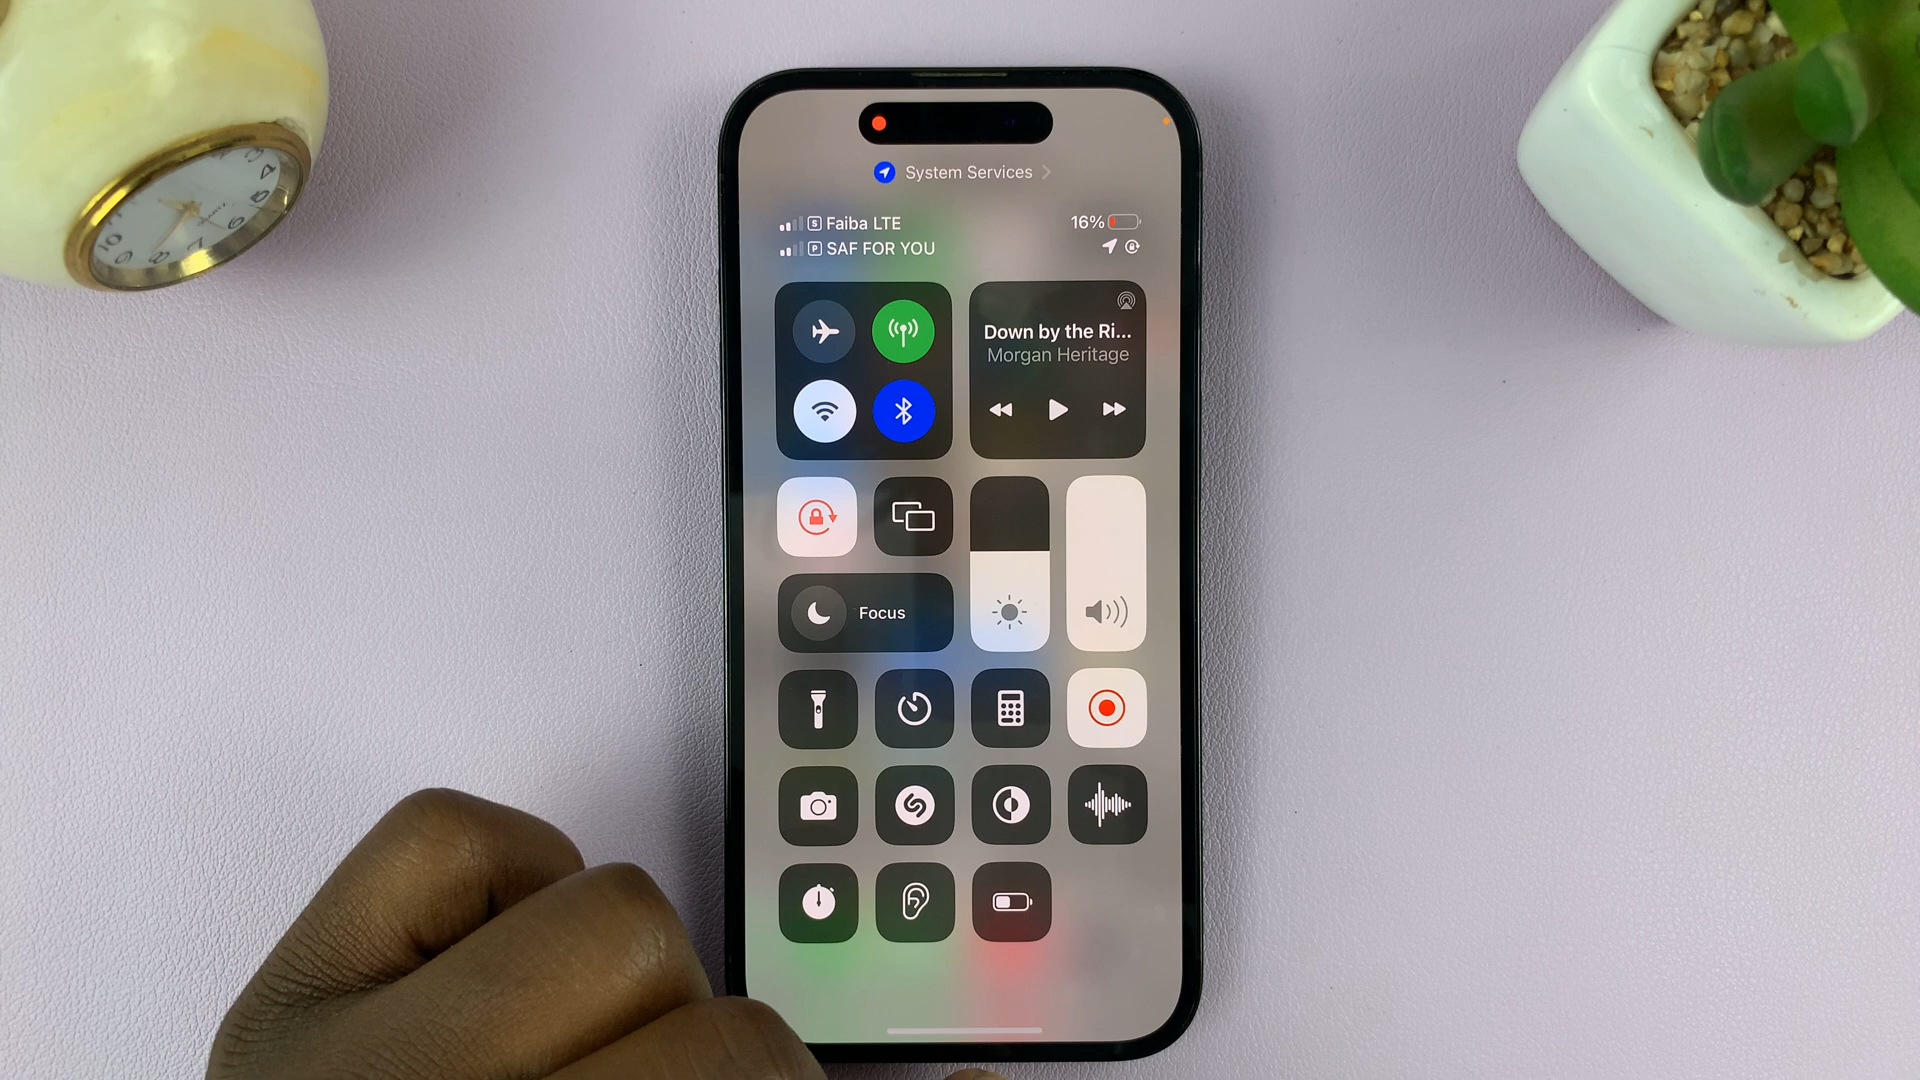 System Services
S Faiba LTE
16%
P SAF FOR YOU
Down by the Ri...
Morgan Heritage
Focus